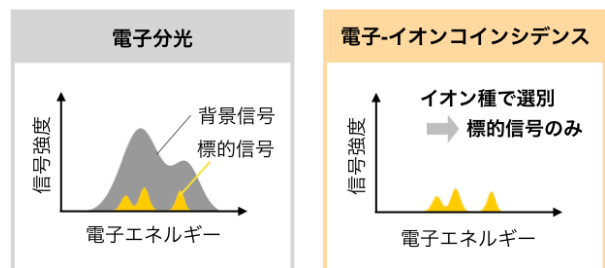 電子分光
背景信号
標的信号
信号強度
電子エネルギー
電子-イオンコインシデンス
イオン種で選別
標的信号のみ
信号強度
電子エネルギー